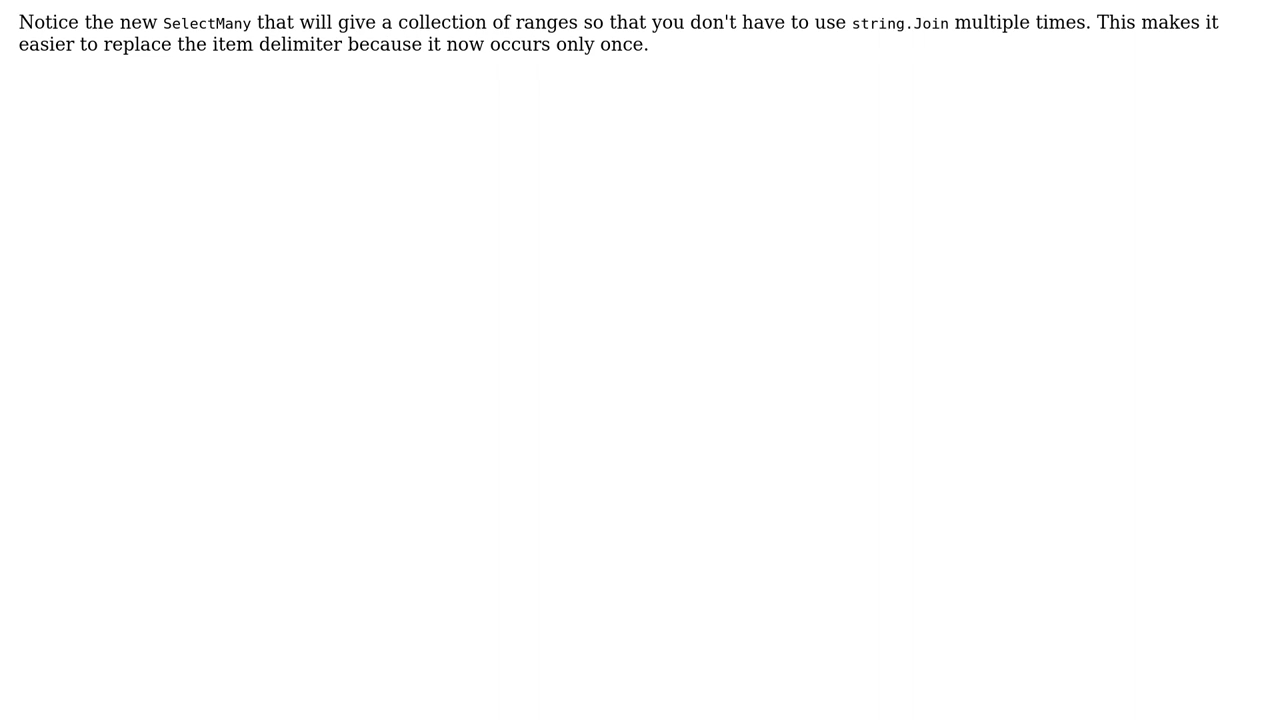 Notice the new SelectMany that will give a collection of ranges so that you don't have to use string.Join multiple times. This makes it
easier to replace the item delimiter because it now occurs only once.